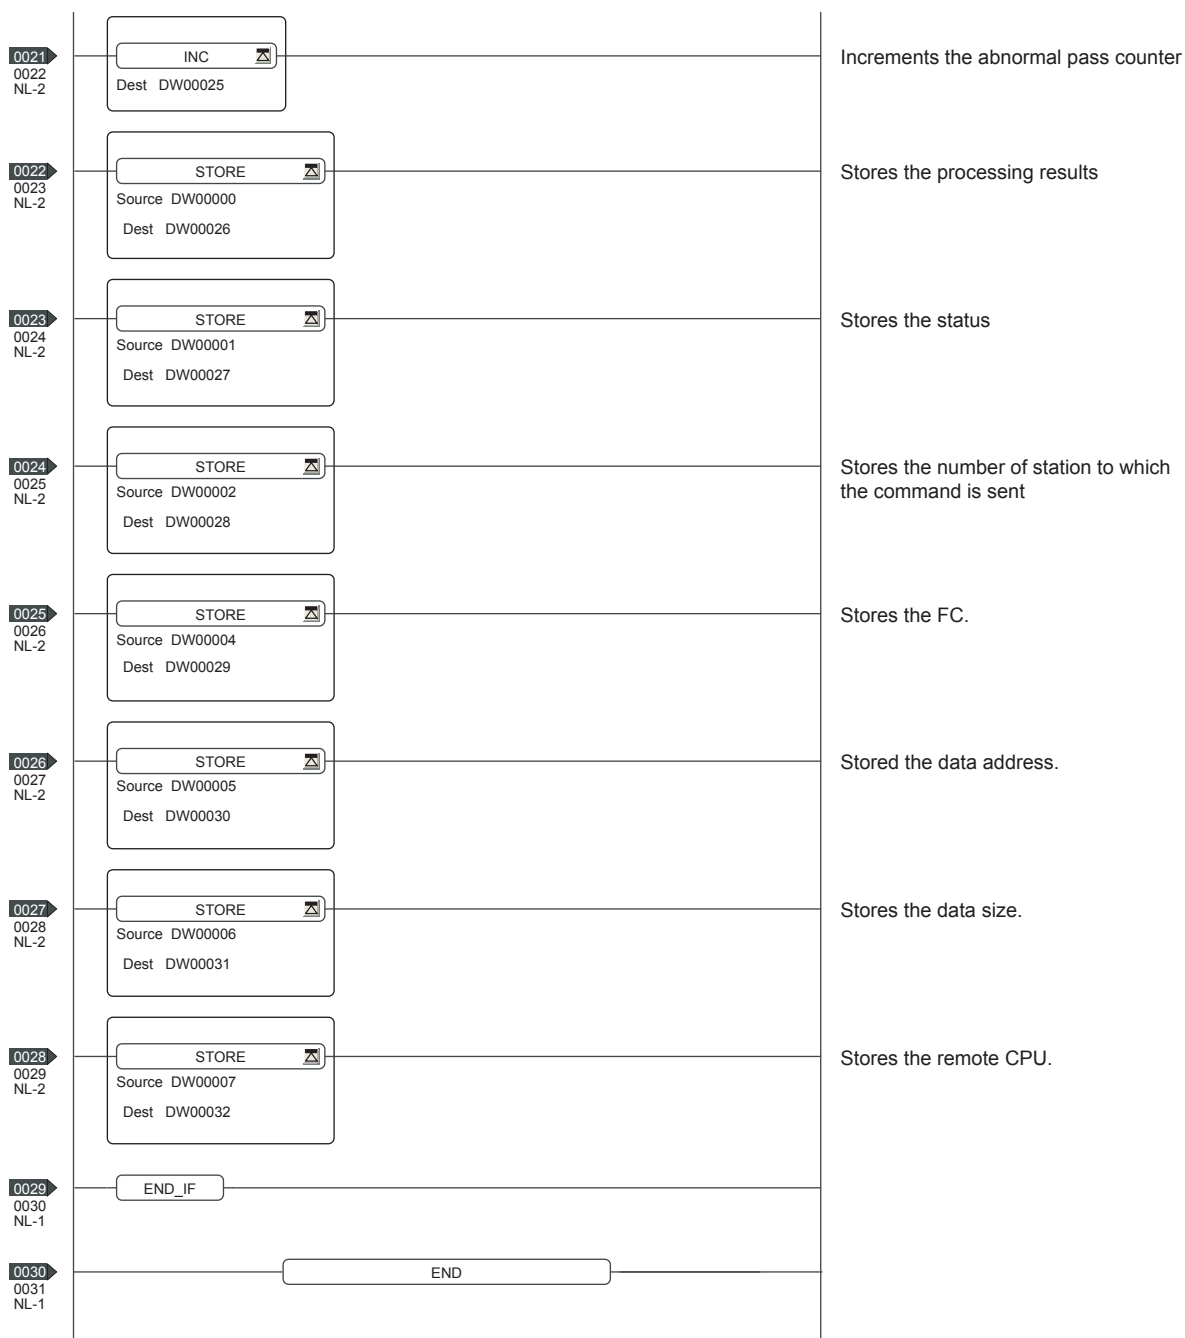 0021
0022
NL-2
INC
Dest DW00025
Increments the abnormal pass counter
0022
0023
NL-2
STORE
Source DW00000
Dest DW00026
Stores the processing results
0023
0024
NL-2
STORE
Source DW00001
Dest DW00027
Stores the status
0024
0025
NL-2
STORE
Source DW00002
Dest DW00028
Stores the number of station to which
the command is sent
0025
0026
NL-2
STORE
Source DW00004
Dest DW00029
Stores the FC.
0026
0027
NL-2
STORE
Source DW00005
Dest DW00030
Stored the data address.
0027
0028
NL-2
STORE
Source DW00006
Dest DW00031
Stores the data size.
0028
0029
NL-2
STORE
Source DW00007
Dest DW00032
Stores the remote CPU.
0029
0030
NL-1
END_IF
0030
0031
NL-1
END